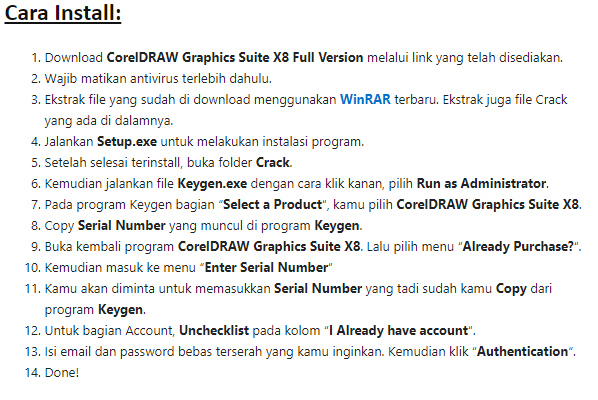 Cara Install:
1. Download CorelDRAW Graphics Suite X8 Full Version melalui link yang telah disediakan.
2. Wajib matikan antivirus terlebih dahulu.
3. Ekstrak file yang sudah di download menggunakan WinRAR terbaru. Ekstrak juga file Crack
yang ada di dalamnya.
4. Jalankan Setup.exe untuk melakukan instalasi program.
5. Setelah selesai terinstall, buka folder Crack.
6. Kemudian jalankan file Keygen.exe dengan cara klik kanan, pilih Run as Administrator.
7. Pada program Keygen bagian “Select a Product“, kamu pilih CorelDRAW Graphics Suite X8.
8. Copy Serial Number yang muncul di program Keygen.
9. Buka kembali program CorelDRAW Graphics Suite X8. Lalu pilih menu “Already Purchase?“.
10. Kemudian masuk ke menu “Enter Serial Number“
11. Kamu akan diminta untuk memasukkan Serial Number yang tadi sudah kamu Copy dari
program Keygen.
12. Untuk bagian Account, Unchecklist pada kolom “I Already have account“.
13. Isi email dan password bebas terserah yang kamu inginkan. Kemudian klik “Authentication“.
14. Done!